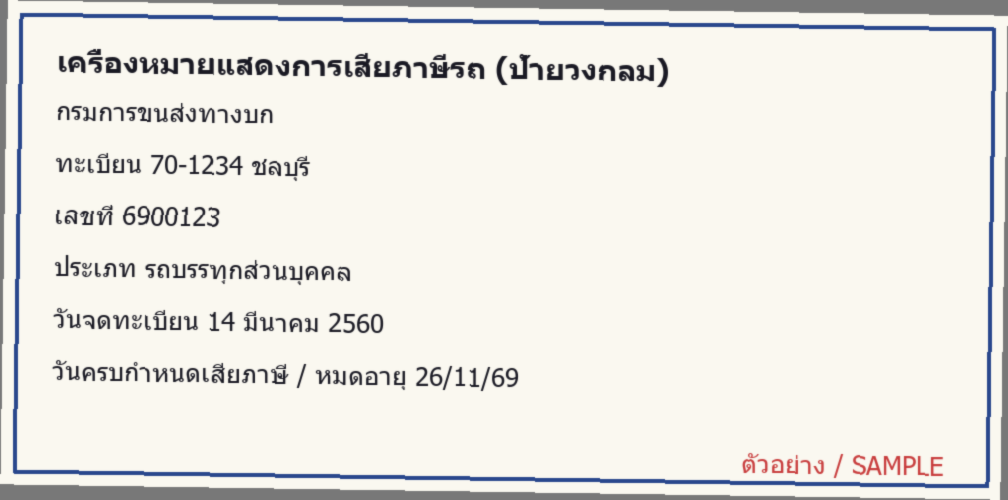 เครื่องหมายแสดงการเสียภาษีรถ (ป้ายวงกลม)
กรมการขนส่งทางบก
ทะเบียน 70-1234 ชลบุรี
เลขที่ 6900123
ประเภท รถบรรทุกส่วนบุคคล
วันจดทะเบียน 14 มีนาคม 2560
วันครบกำหนดเสียภาษี / หมดอายุ 26/11/69
ตัวอย่าง / SAMPLE